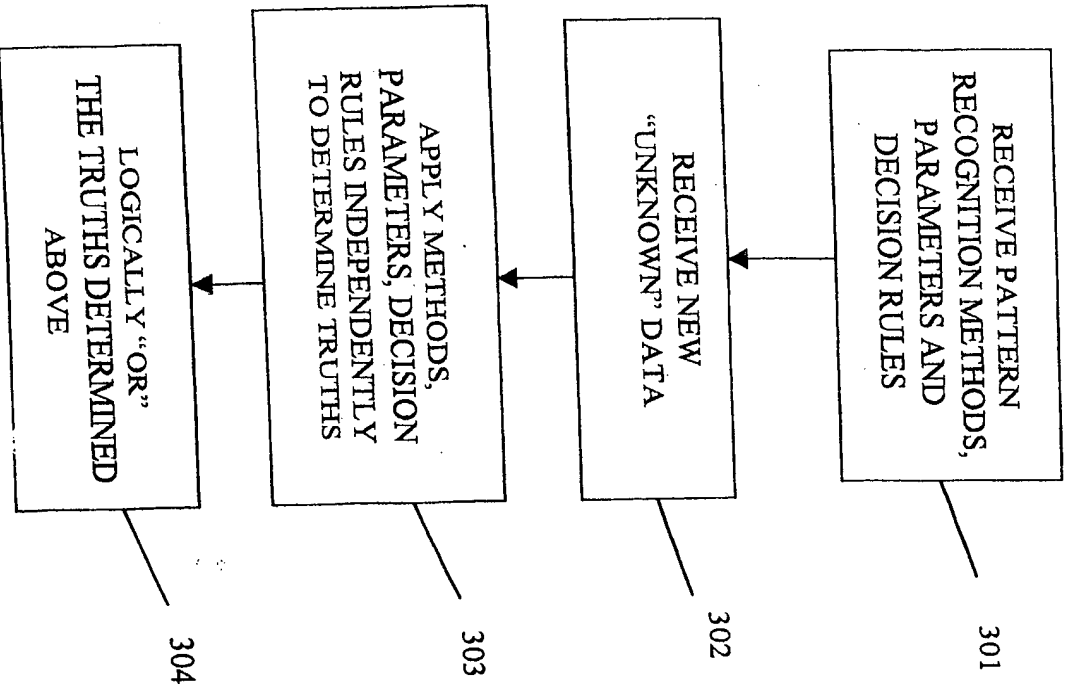 RECEIVE PATTERN
RECOGNITION METHODS,
PARAMETERS AND
DECISION RULES
301
RECEIVE NEW
“UNKNOWN” DATA
302
APPLY METHODS,
PARAMETERS, DECISION
RULES INDEPENDENTLY
TO DETERMINE TRUTHS
303
LOGICALLY “OR”
THE TRUTHS DETERMINED
ABOVE
304